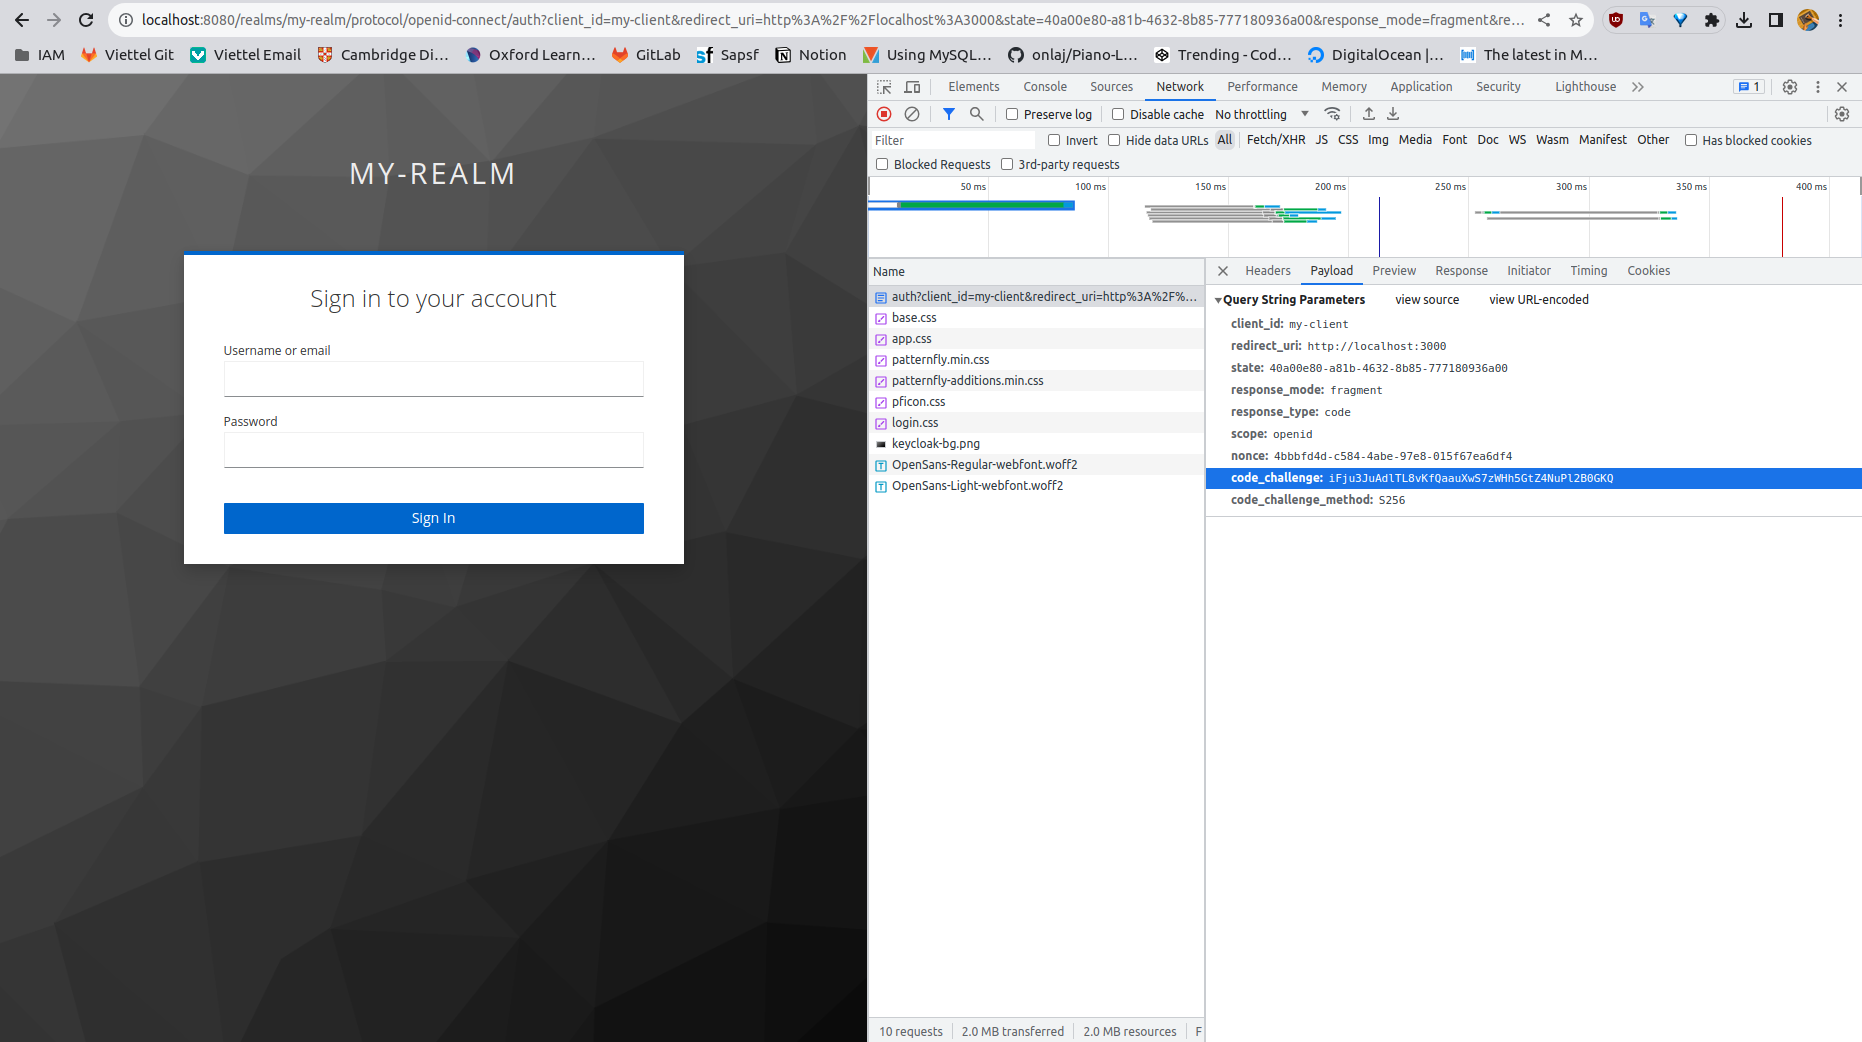 localhost:8080/realms/my-realm/protocol/openid-connect/auth?client_id=my-client&redirect_uri=http%3A%2F%2Flocalhost%3A3000&state=40a00e80-a81b-4632-8b85-777180936a00&response_mode=fragment&re...
IAM Viettel Git Viettel Email Cambridge Di... Oxford Learn... GitLab Sapsf Notion Using MySQL... onlaj/Piano-L... Trending - Cod... DigitalOcean |... The latest in M...
MY-REALM
Sign in to your account
Username or email
Password
Sign In
Elements Console Sources Network Performance Memory Application Security Lighthouse 1
Preserve log Disable cache No throttling
Filter Invert Hide data URLs All Fetch/XHR JS CSS Img Media Font Doc WS Wasm Manifest Other Has blocked cookies
Blocked Requests 3rd-party requests
50 ms 100 ms 150 ms 200 ms 250 ms 300 ms 350 ms 400 ms
Name
auth?client_id=my-client&redirect_uri=http%3A%2F%...
base.css
app.css
patternfly.min.css
patternfly-additions.min.css
pficon.css
login.css
keycloak-bg.png
OpenSans-Regular-webfont.woff2
OpenSans-Light-webfont.woff2
10 requests 2.0 MB transferred 2.0 MB resources F
Headers Payload Preview Response Initiator Timing Cookies
Query String Parameters view source view URL-encoded
client_id: my-client
redirect_uri: http://localhost:3000
state: 40a00e80-a81b-4632-8b85-777180936a00
response_mode: fragment
response_type: code
scope: openid
nonce: 4bbbfd4d-c584-4abe-97e8-015f67ea6df4
code_challenge: iFju3JuAdlTL8vKfQaauXwS7zWHh5GtZ4NuPl2B0GKQ
code_challenge_method: S256